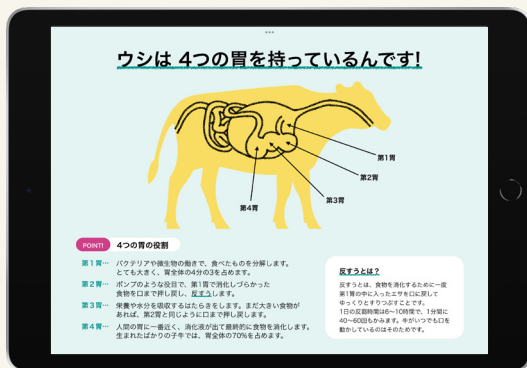 ウシは 4つの胃を持っているんです!
第1胃
第2胃
第3胃
第4胃
POINT! 4つの胃の役割
第1胃… バクテリアや微生物の働きで、食べたものを分解します。
とても大きく、胃全体の4分の3を占めます。
第2胃… ポンプのような役目で、第1胃で消化しづらかった
食物を口まで押し戻し、反すうします。
第3胃… 栄養や水分を吸収するはたらきをします。まだ大きい食物が
あれば、第2胃と同じように口まで押し戻します。
第4胃… 人間の胃に一番近く、消化液が出て最終的に食物を消化します。
生まれたばかりの子牛では、胃全体の70%を占めます。
反すうとは?
反すうとは、食物を消化するために一度
第1胃の中に入ったエサを口に戻して
ゆっくりとすりつぶすことです。
1日の反芻時間は6〜10時間で、1分間に
40〜60回もかみます。牛がいつでも口を
動かしているのはそのためです。